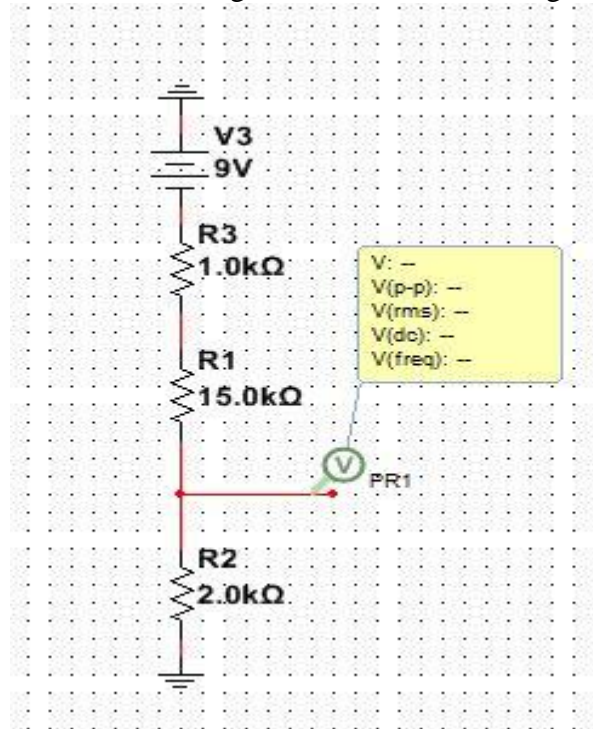 V3
9V
R3
1.0kΩ
V: --
V(p-p): --
V(rms): --
V(dc): --
V(freq): --
R1
15.0kΩ
V
PR1
R2
2.0kΩ